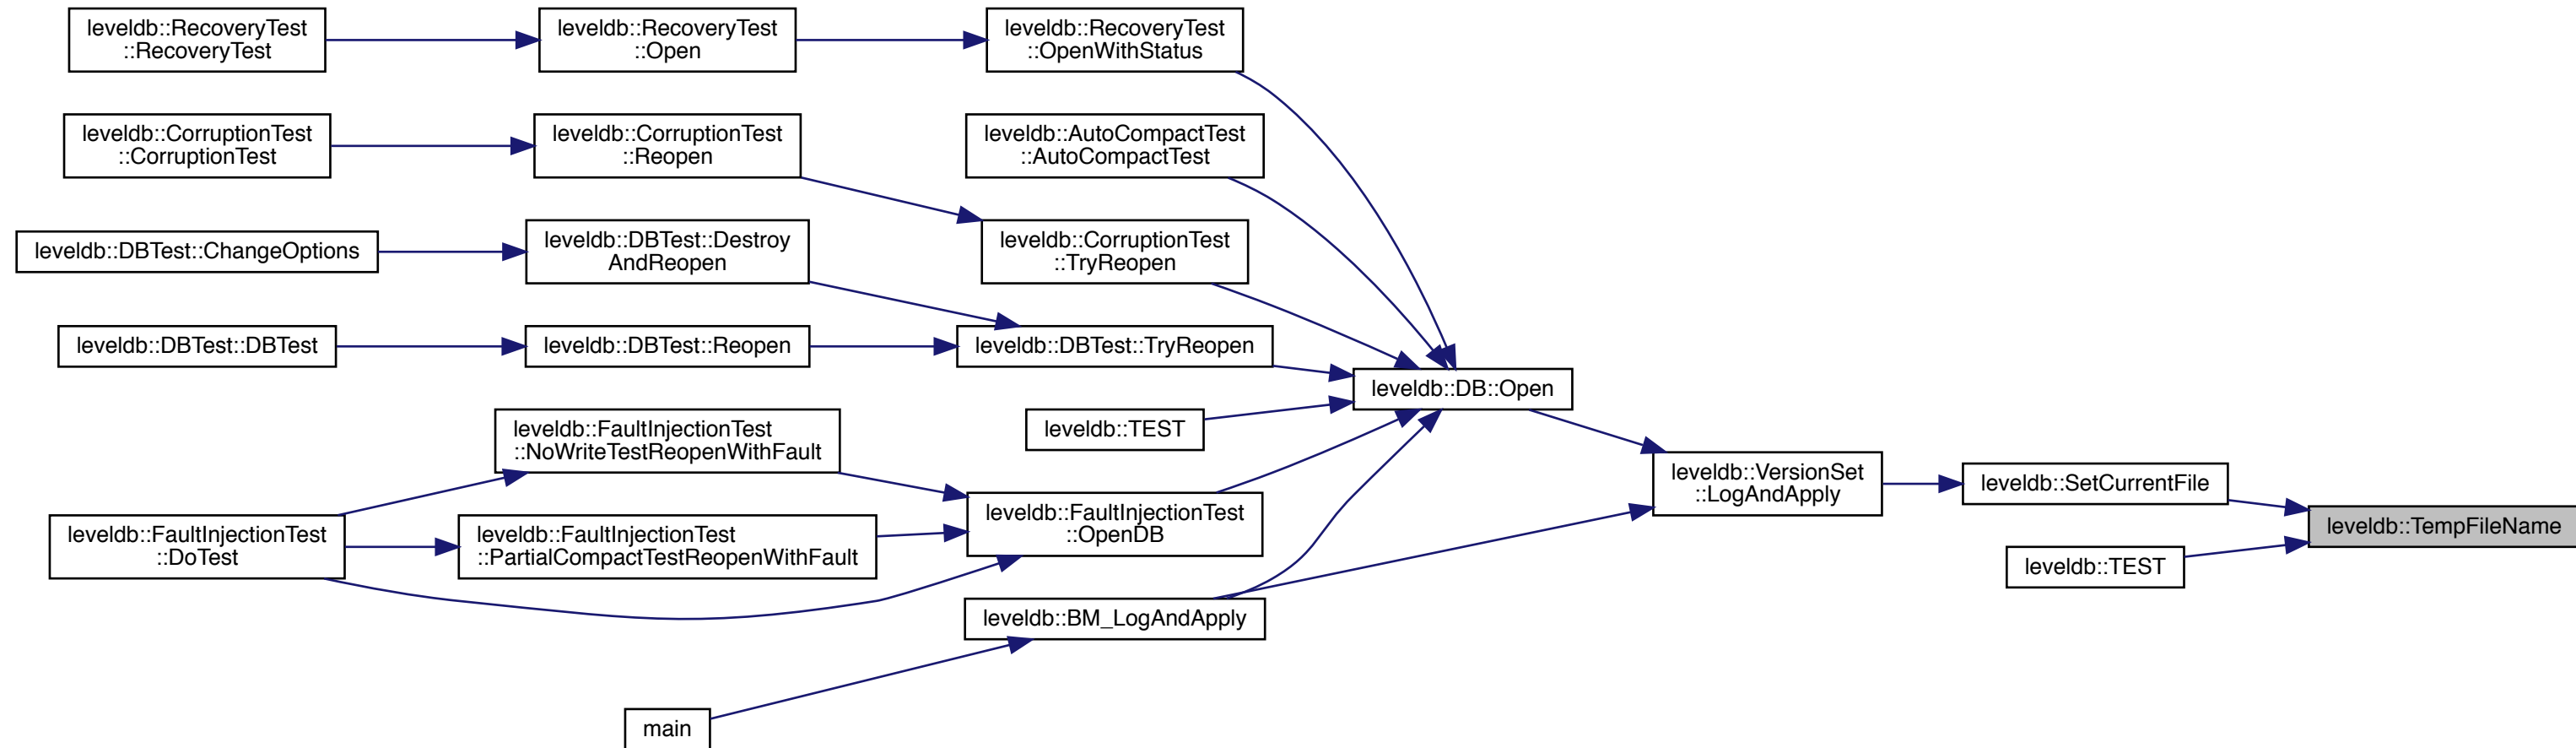 leveldb::RecoveryTest
::RecoveryTest
leveldb::RecoveryTest
::Open
leveldb::RecoveryTest
::OpenWithStatus
leveldb::CorruptionTest
::CorruptionTest
leveldb::CorruptionTest
::Reopen
leveldb::AutoCompactTest
::AutoCompactTest
leveldb::DBTest::ChangeOptions
leveldb::DBTest::Destroy
AndReopen
leveldb::CorruptionTest
::TryReopen
leveldb::DBTest::DBTest
leveldb::DBTest::Reopen
leveldb::DBTest::TryReopen
leveldb::DB::Open
leveldb::FaultInjectionTest
::NoWriteTestReopenWithFault
leveldb::TEST
leveldb::VersionSet
::LogAndApply
leveldb::SetCurrentFile
leveldb::TempFileName
leveldb::FaultInjectionTest
::DoTest
leveldb::FaultInjectionTest
::PartialCompactTestReopenWithFault
leveldb::FaultInjectionTest
::OpenDB
leveldb::TEST
leveldb::BM_LogAndApply
main